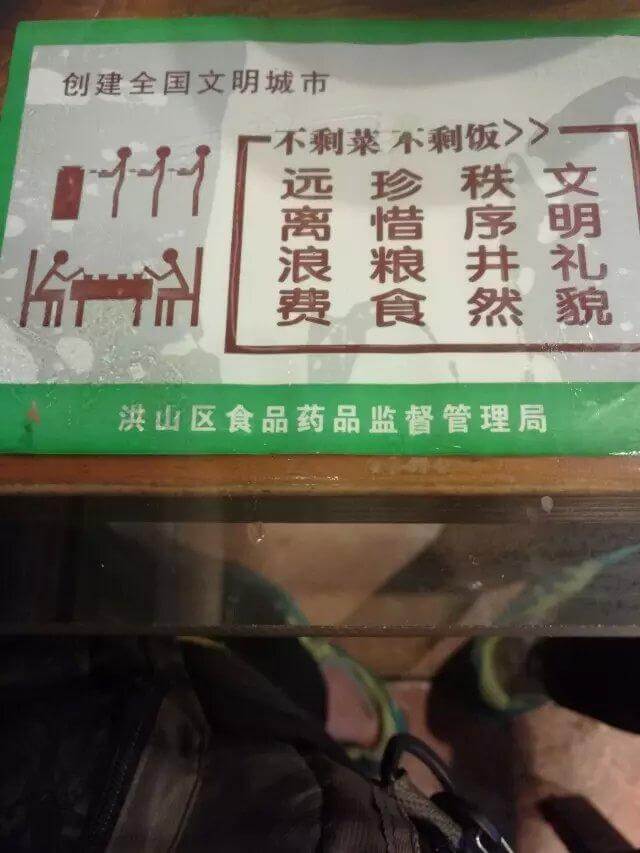 创建全国文明城市
不剩菜 不剩饭>>
文明礼貌
秩序井然
珍惜粮食
远离浪费
洪山区食品药品监督管理局